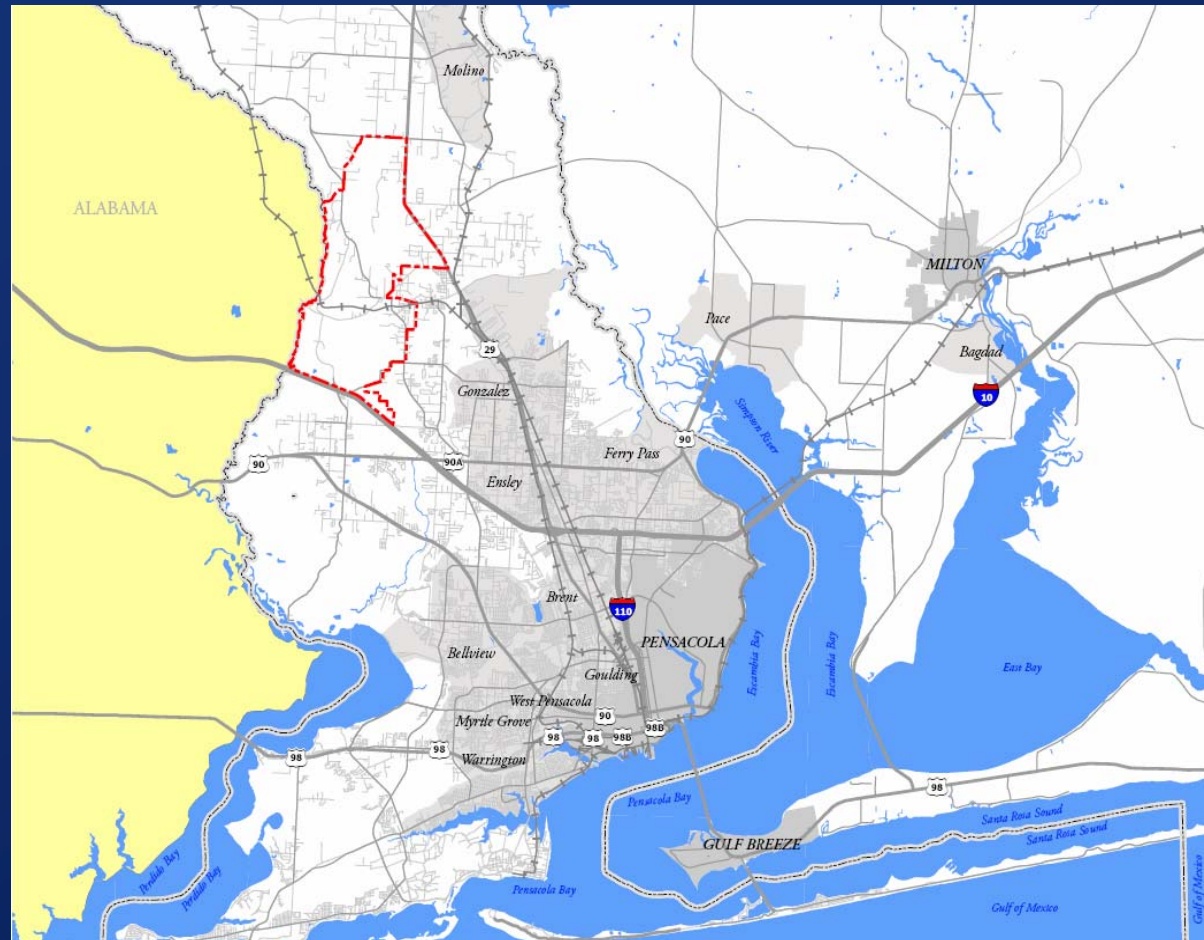 Molino
ALABAMA
MILTON
Pace
29
Bagdad
Gonzalez
10
Simpson River
90
Ferry Pass
90
90A
Ensley
Brent
110
PENSACOLA
Escambia Bay
Escambia Bay
Bellview
Goulding
East Bay
West Pensacola
90
Myrtle Grove
98B
98
98
98
98
98B
Warrington
98
Pensacola Bay
Santa Rosa Sound
Santa Rosa Sound
GULF BREEZE
Perdido Bay
Perdido Bay
Pensacola Bay
Gulf of Mexico
Gulf of Mexico